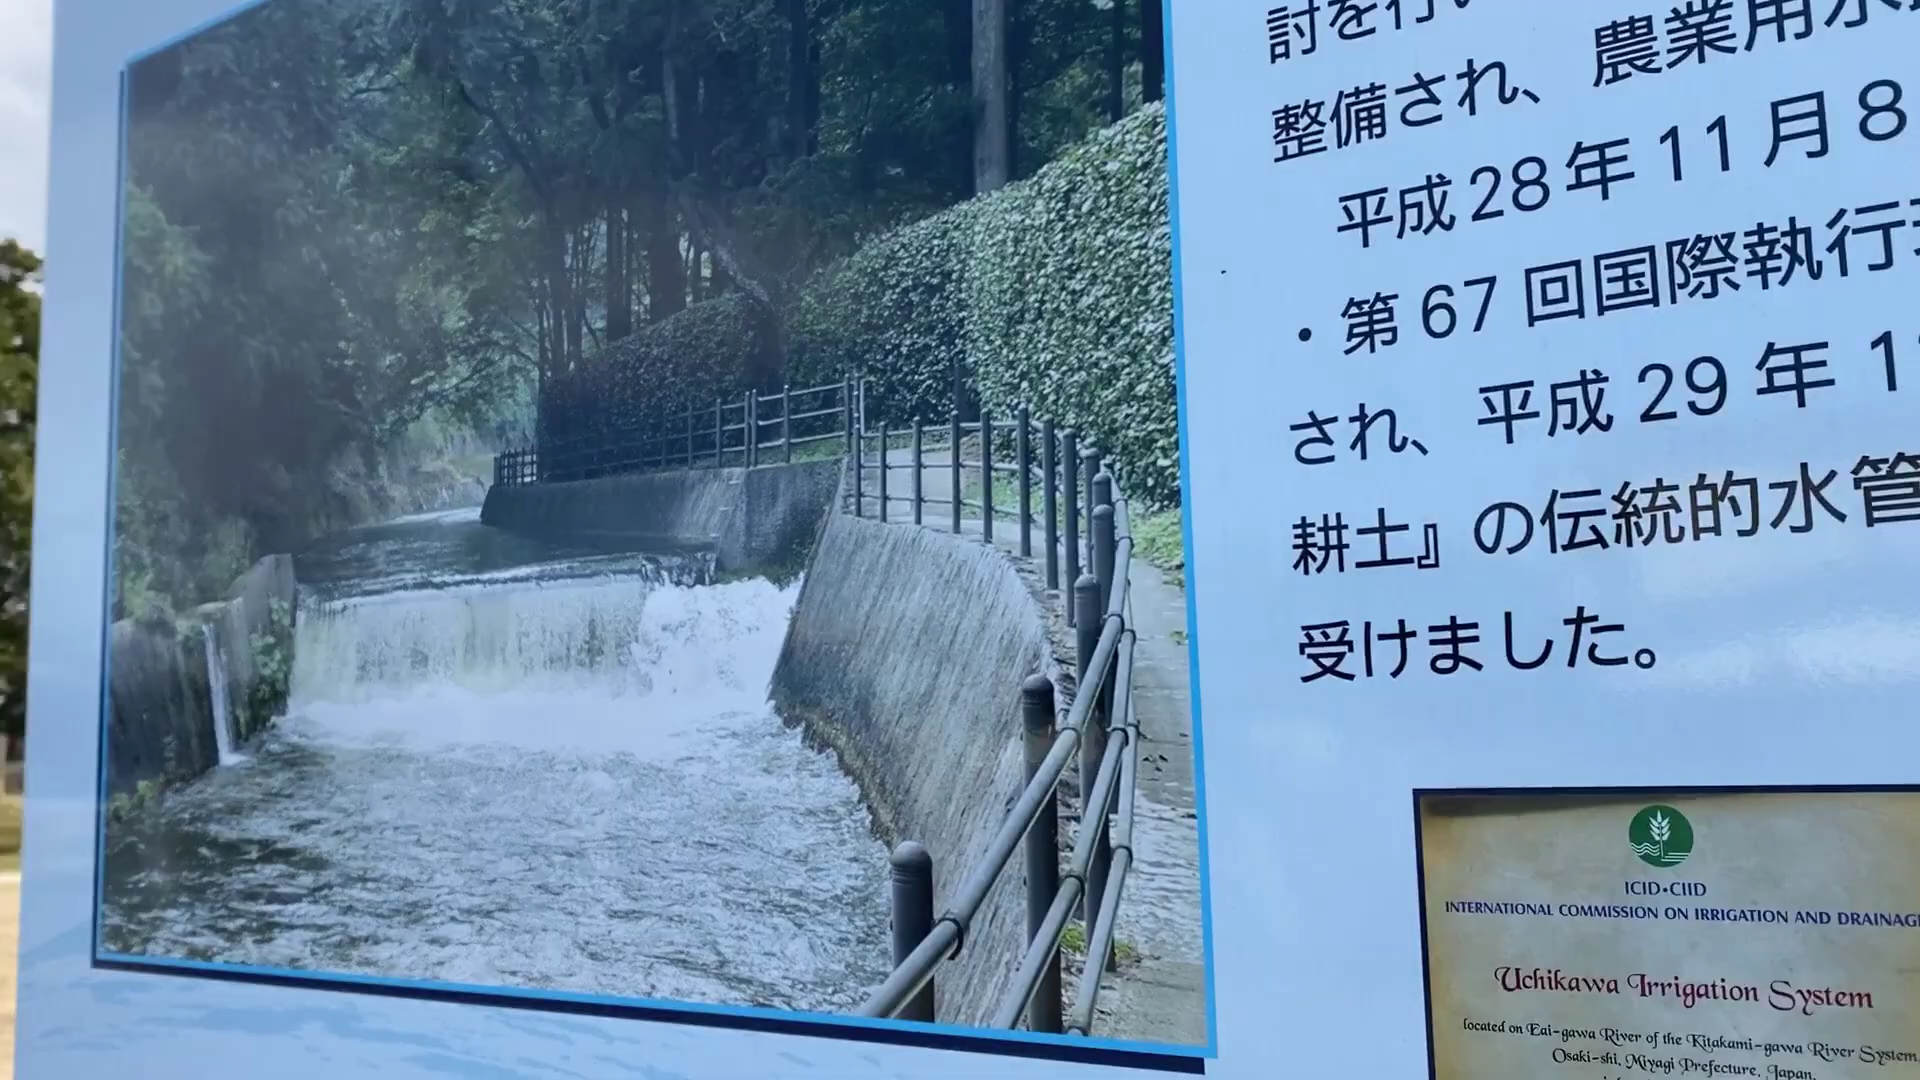 討を行い
整備され、農業用水
平成28年11月8
・第67回国際執行
され、平成29年1
耕土』の伝統的水管
受けました。
ICID•CIID
INTERNATIONAL COMMISSION ON IRRIGATION AND DRAINAGE
Uchikawa Irrigation System
located on Eai-gawa River of the Kitakami-gawa River System,
Osaki-shi, Miyagi Prefecture, Japan,